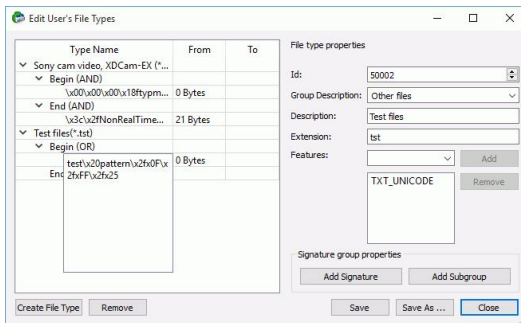 Edit User's File Types
Type Name From To
Sony cam video, XDCam-EX (*...
Begin (AND)
\x00\x00\x00\x18ftypm... 0 Bytes
End (AND)
\x3c\x2fNonRealTime... 21 Bytes
Test files(*.tst)
Begin (OR)
test\x20pattern\x2fx0F\x 0 Bytes
2fxFF\x2fx25
End
File type properties
Id: 50002
Group Description: Other files
Description: Test files
Extension: tst
Features: Add
TXT_UNICODE Remove
Signature group properties
Add Signature Add Subgroup
Create File Type Remove Save Save As ... Close